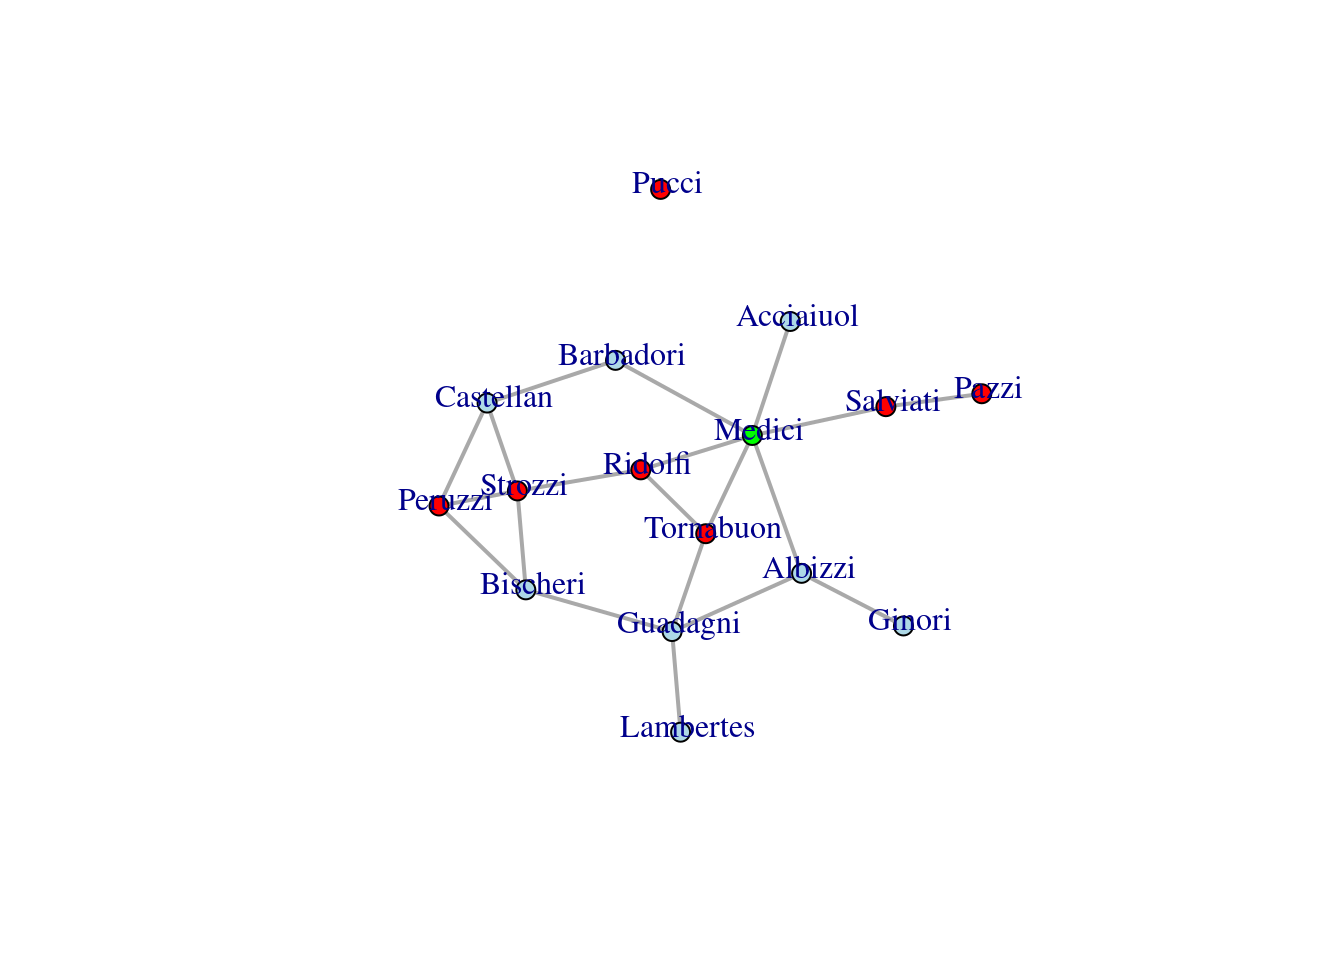 Pucci
Acciaiuol
Barbadori
Pazzi
Castellan
Salviati
Medici
Ridolfi
Strozzi
Peruzzi
Tornabuon
Albizzi
Bischeri
Ginori
Guadagni
Lambertes